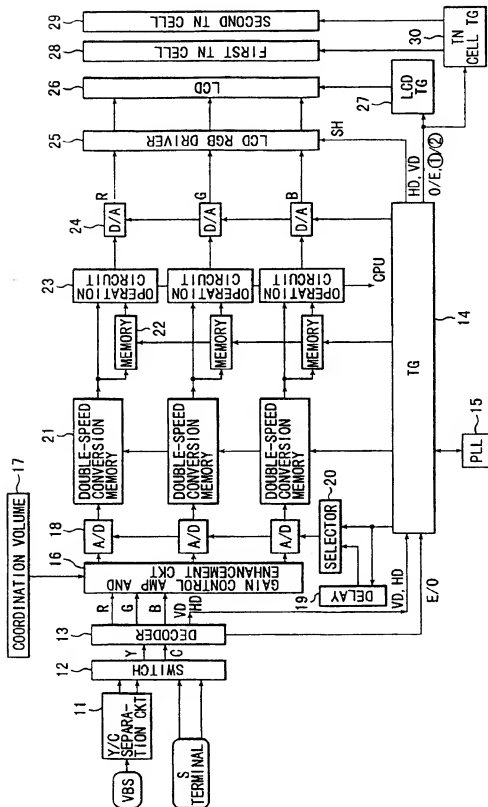 VBS
S
TERMINAL
11
Y/C
SEPARA-
TION CKT
12
SWITCH
Y
C
13
DECODER
R
G
B
VD
HD
COORDINATION VOLUME
17
16
GAIN CONTROL
AMP AND
ENHANCEMENT CKT
18
A/D
A/D
A/D
19
DELAY
20
SELECTOR
VD, HD
E/O
21
DOUBLE-SPEED
CONVERSION
MEMORY
DOUBLE-SPEED
CONVERSION
MEMORY
DOUBLE-SPEED
CONVERSION
MEMORY
22
MEMORY
MEMORY
MEMORY
23
OPERATION
CIRCUIT
OPERATION
CIRCUIT
OPERATION
CIRCUIT
CPU
24
D/A
D/A
D/A
R
G
B
TG
14
15
PLL
25
LCD RGB DRIVER
SH
HD, VD
O/E, ①/②
26
LCD
27
LCD
TG
28
FIRST TN CELL
29
SECOND TN CELL
30
TN
CELL TG